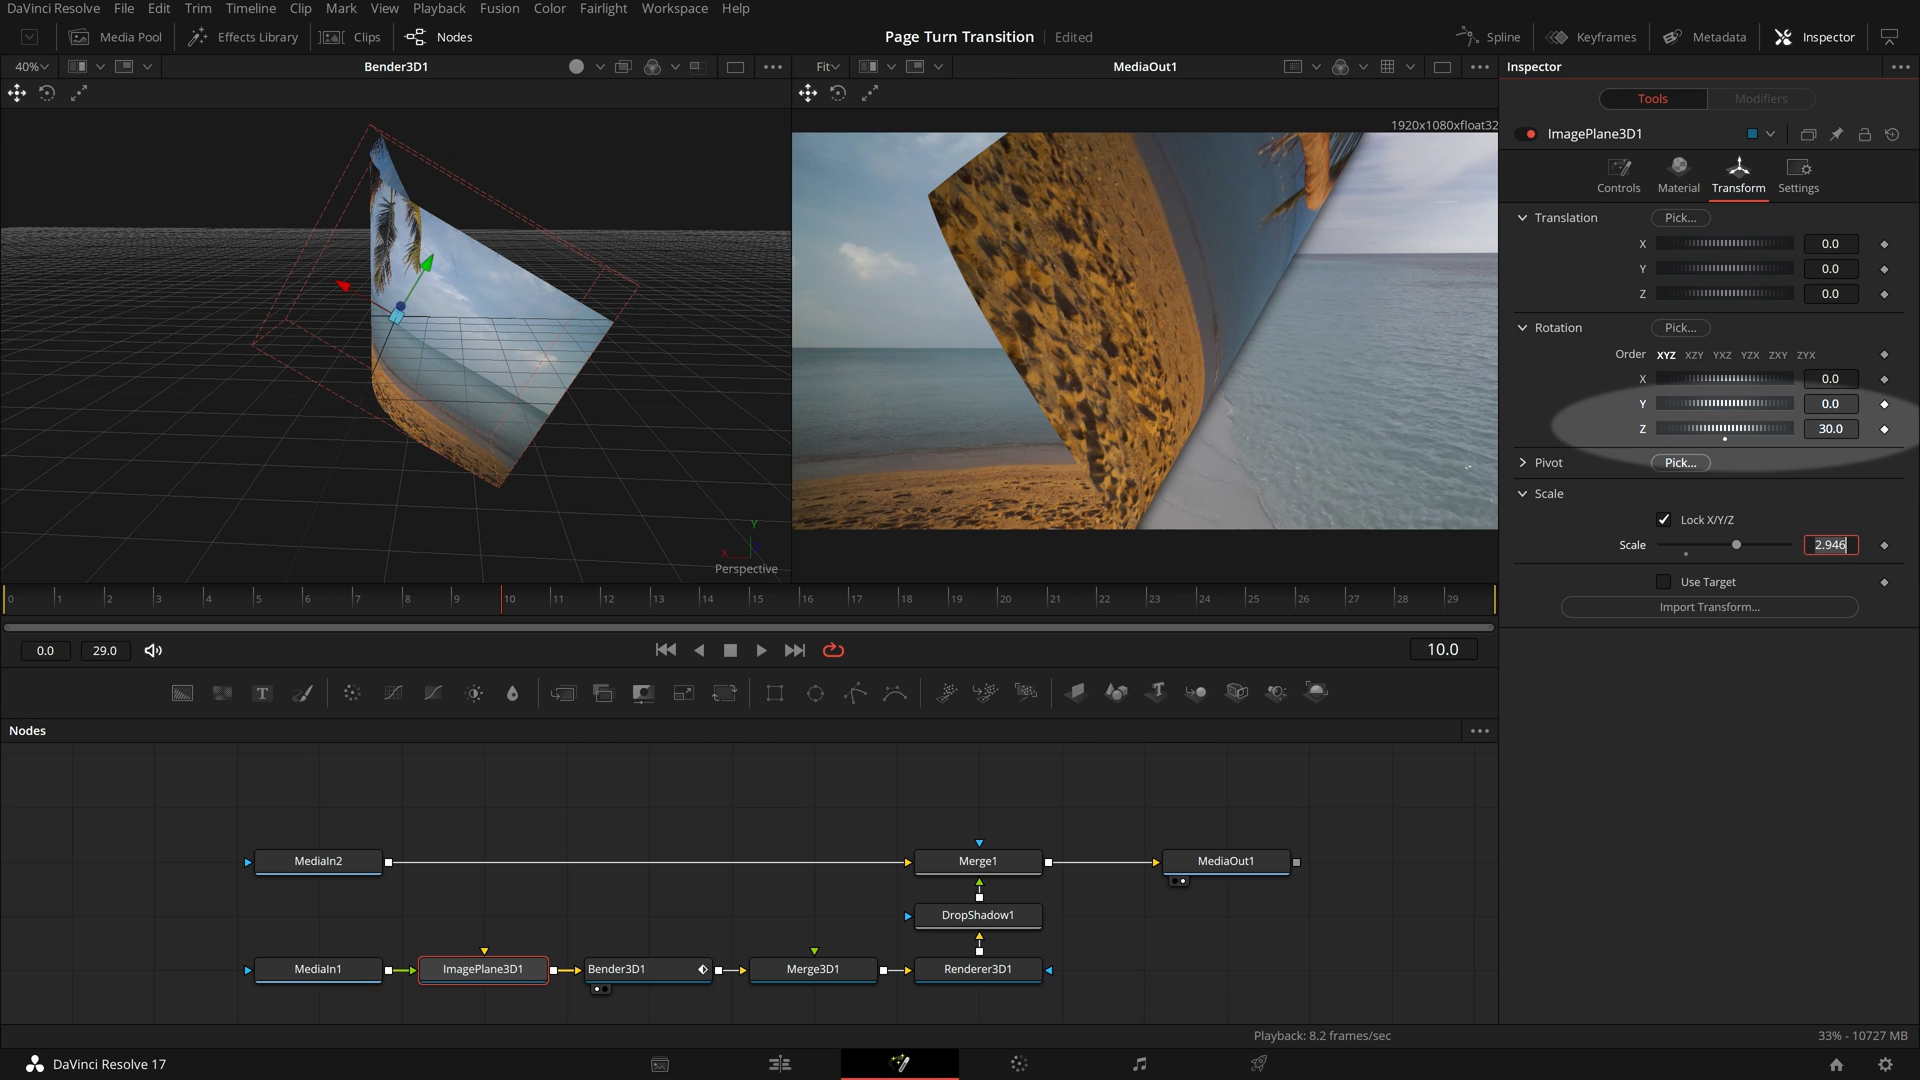 DaVinci Resolve File Edit Trim Timeline Clip Mark View Playback Fusion Color Fairlight Workspace Help
Media Pool Effects Library Clips Nodes Page Turn Transition Edited Spline Keyframes Metadata Inspector
40% Bender3D1 Fit MediaOut1 Inspector
Tools Modifiers
1920x1080xfloat32
ImagePlane3D1
Controls Material Transform Settings
Translation Pick...
X 0.0
Y 0.0
Z 0.0
Rotation Pick...
Order XYZ XZY YXZ YZX ZXY ZYX
X 0.0
Y 0.0
Z 30.0
Pivot Pick...
Scale
Lock X/Y/Z
Scale 2.946
Use Target
Import Transform...
Y
X
Perspective
0 1 2 3 4 5 6 7 8 9 10 11 12 13 14 15 16 17 18 19 20 21 22 23 24 25 26 27 28 29
0.0 29.0 10.0
T
Nodes
MediaIn2 Merge1 MediaOut1
DropShadow1
MediaIn1 ImagePlane3D1 Bender3D1 Merge3D1 Renderer3D1
Playback: 8.2 frames/sec 33% - 10727 MB
DaVinci Resolve 17